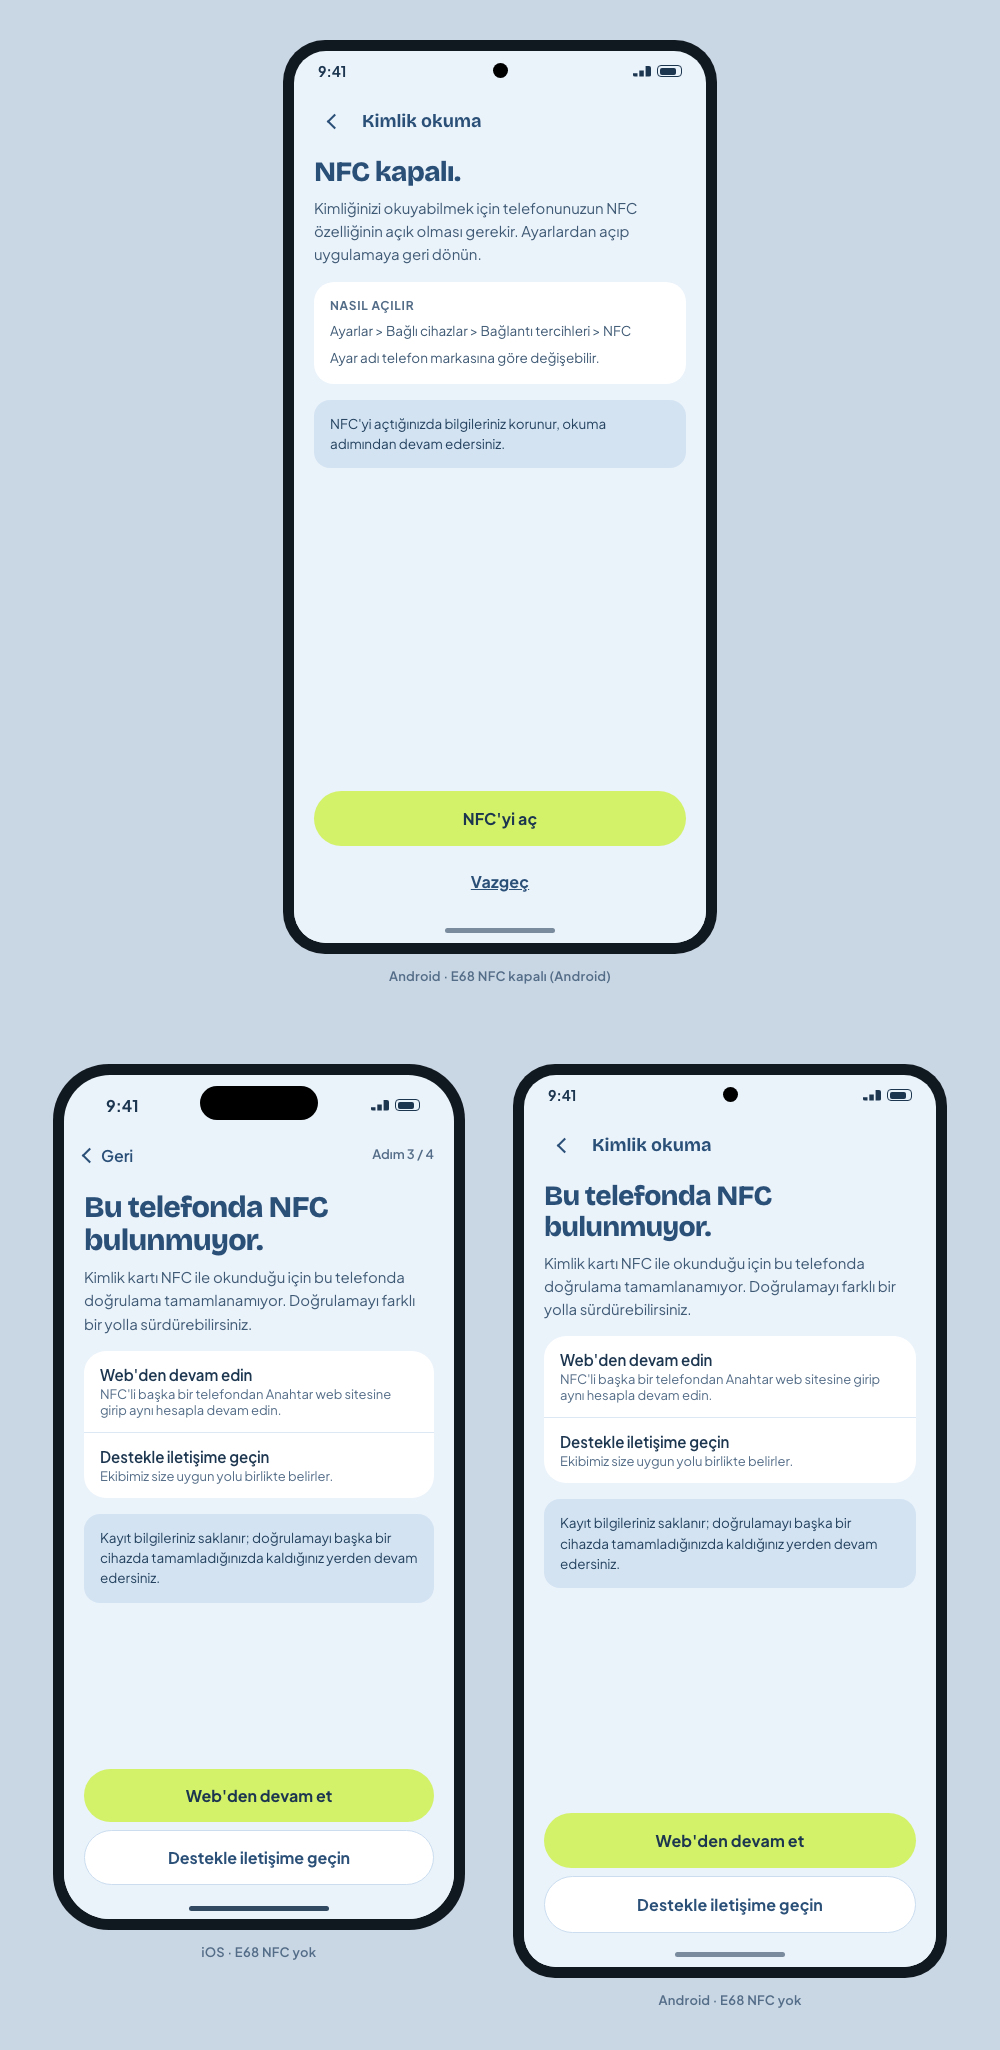 9:41
Kimlik okuma
NFC kapalı.
Kimliğinizi okuyabilmek için telefonunuzun NFC
özelliğinin açık olması gerekir. Ayarlardan açıp
uygulamaya geri dönün.
NASIL AÇILIR
Ayarlar > Bağlı cihazlar > Bağlantı tercihleri > NFC
Ayar adı telefon markasına göre değişebilir.
NFC'yi açtığınızda bilgileriniz korunur, okuma
adımından devam edersiniz.
NFC'yi aç
Vazgeç
Android · E68 NFC kapalı (Android)
9:41
Geri
Adım 3 / 4
Bu telefonda NFC
bulunmuyor.
Kimlik kartı NFC ile okunduğu için bu telefonda
doğrulama tamamlanamıyor. Doğrulamayı farklı
bir yolla sürdürebilirsiniz.
Web'den devam edin
NFC'li başka bir telefondan Anahtar web sitesine
girip aynı hesapla devam edin.
Destekle iletişime geçin
Ekibimiz size uygun yolu birlikte belirler.
Kayıt bilgileriniz saklanır; doğrulamayı başka bir
cihazda tamamladığınızda kaldığınız yerden devam
edersiniz.
Web'den devam et
Destekle iletişime geçin
iOS · E68 NFC yok
9:41
Kimlik okuma
Bu telefonda NFC
bulunmuyor.
Kimlik kartı NFC ile okunduğu için bu telefonda
doğrulama tamamlanamıyor. Doğrulamayı farklı bir
yolla sürdürebilirsiniz.
Web'den devam edin
NFC'li başka bir telefondan Anahtar web sitesine girip
aynı hesapla devam edin.
Destekle iletişime geçin
Ekibimiz size uygun yolu birlikte belirler.
Kayıt bilgileriniz saklanır; doğrulamayı başka bir
cihazda tamamladığınızda kaldığınız yerden devam
edersiniz.
Web'den devam et
Destekle iletişime geçin
Android · E68 NFC yok